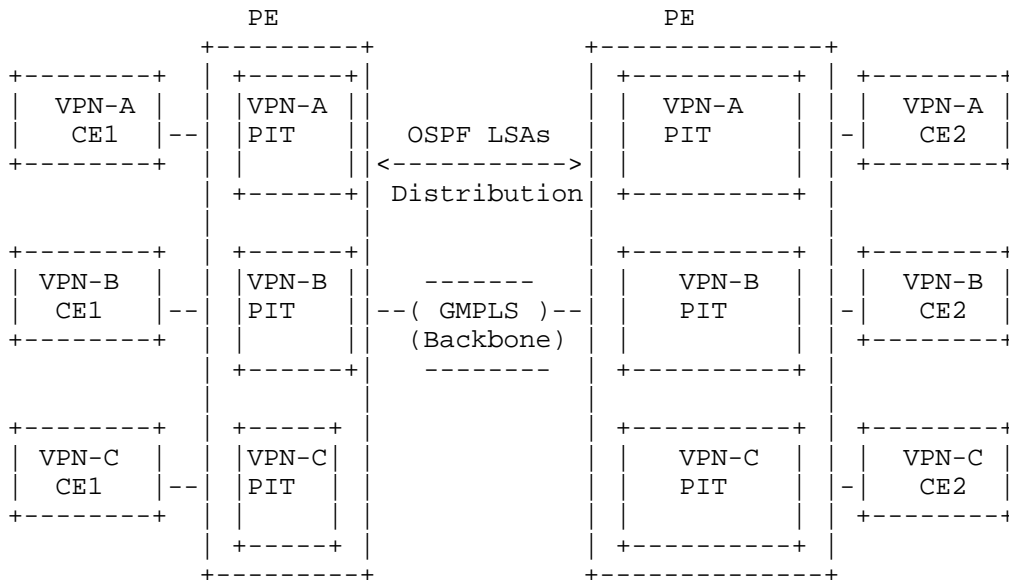 PE PE
VPN-A VPN-A VPN-A VPN-A
CE1 -- PIT OSPF LSAs PIT - CE2
<----------->
Distribution
VPN-B VPN-B ------- VPN-B VPN-B
CE1 -- PIT --( GMPLS )-- PIT - CE2
(Backbone)
--------
VPN-C VPN-C VPN-C VPN-C
CE1 -- PIT PIT - CE2